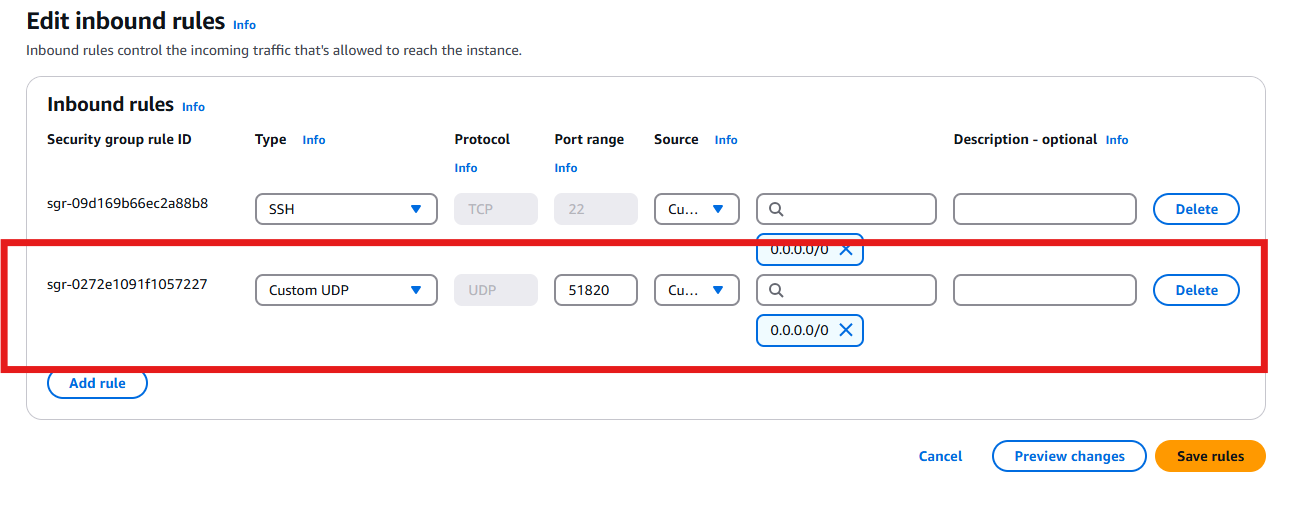 Edit inbound rules Info
Inbound rules control the incoming traffic that's allowed to reach the instance.
Inbound rules Info
Security group rule ID Type Info Protocol Info Port range Info Source Info Description - optional Info
sgr-09d169b66ec2a88b8 SSH TCP 22 Cu... Delete
0.0.0.0/0
sgr-0272e1091f1057227 Custom UDP UDP 51820 Cu... Delete
0.0.0.0/0
Add rule
Cancel Preview changes Save rules